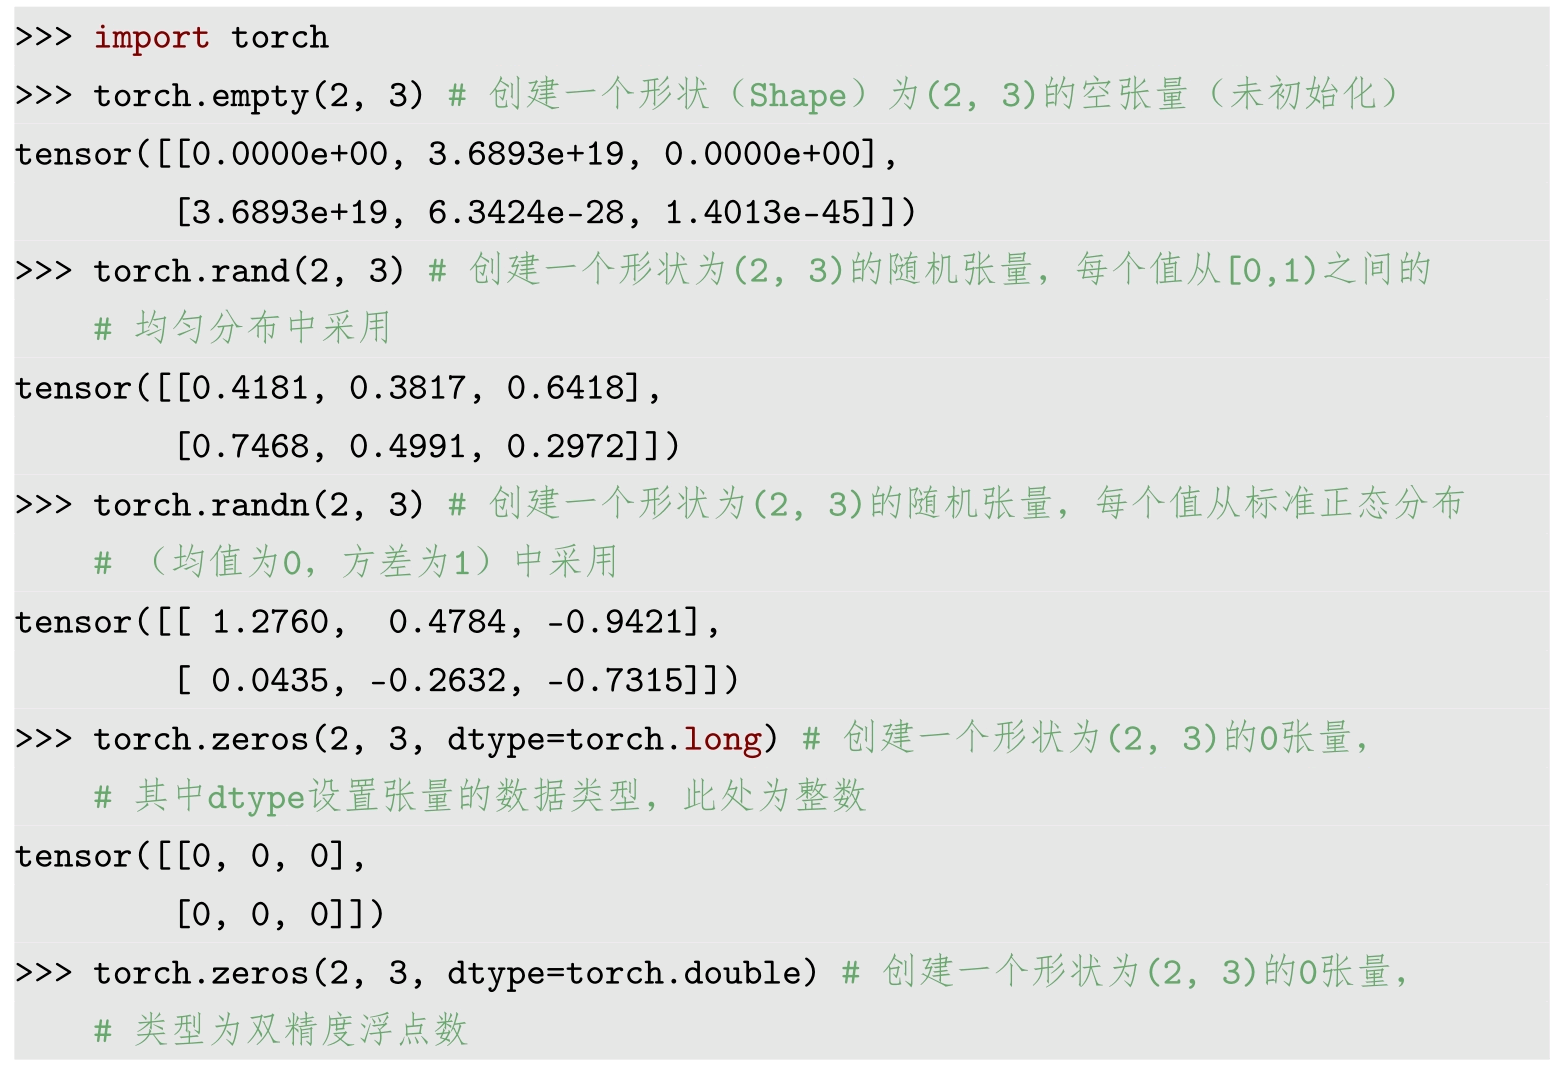 >>> import torch
>>> torch.empty(2, 3) # 创建一个形状（Shape）为(2, 3)的空张量（未初始化）
tensor([[0.0000e+00, 3.6893e+19, 0.0000e+00],
        [3.6893e+19, 6.3424e-28, 1.4013e-45]])
>>> torch.rand(2, 3) # 创建一个形状为(2, 3)的随机张量，每个值从[0,1)之间的
    # 均匀分布中采用
tensor([[0.4181, 0.3817, 0.6418],
        [0.7468, 0.4991, 0.2972]])
>>> torch.randn(2, 3) # 创建一个形状为(2, 3)的随机张量，每个值从标准正态分布
    # （均值为0，方差为1）中采用
tensor([[ 1.2760,  0.4784, -0.9421],
        [ 0.0435, -0.2632, -0.7315]])
>>> torch.zeros(2, 3, dtype=torch.long) # 创建一个形状为(2, 3)的0张量，
    # 其中dtype设置张量的数据类型，此处为整数
tensor([[0, 0, 0],
        [0, 0, 0]])
>>> torch.zeros(2, 3, dtype=torch.double) # 创建一个形状为(2, 3)的0张量，
    # 类型为双精度浮点数